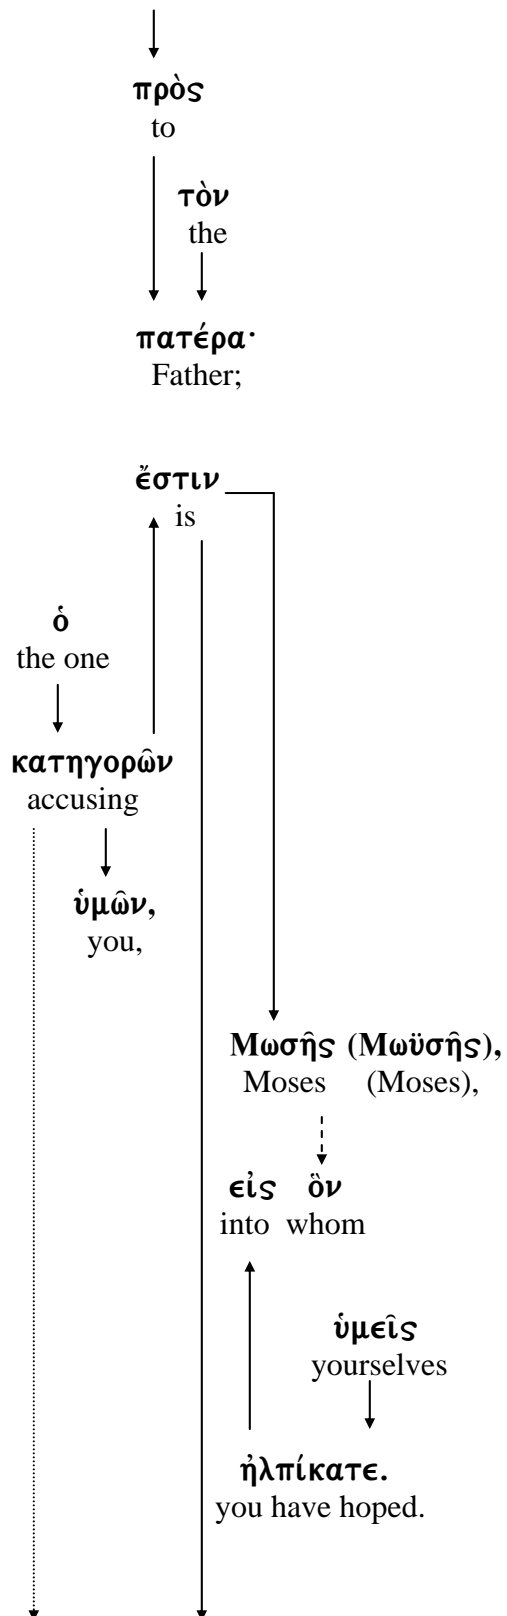 πρὸς
to
τὸν
the
πατέρα·
Father;
ἔστιν
is
ὁ
the one
κατηγορῶν
accusing
ὑμῶν,
you,
Μωσῆς (Μωϋσῆς),
Moses (Moses),
εἰς ὃν
into whom
ὑμεῖς
yourselves
ἠλπίκατε.
you have hoped.